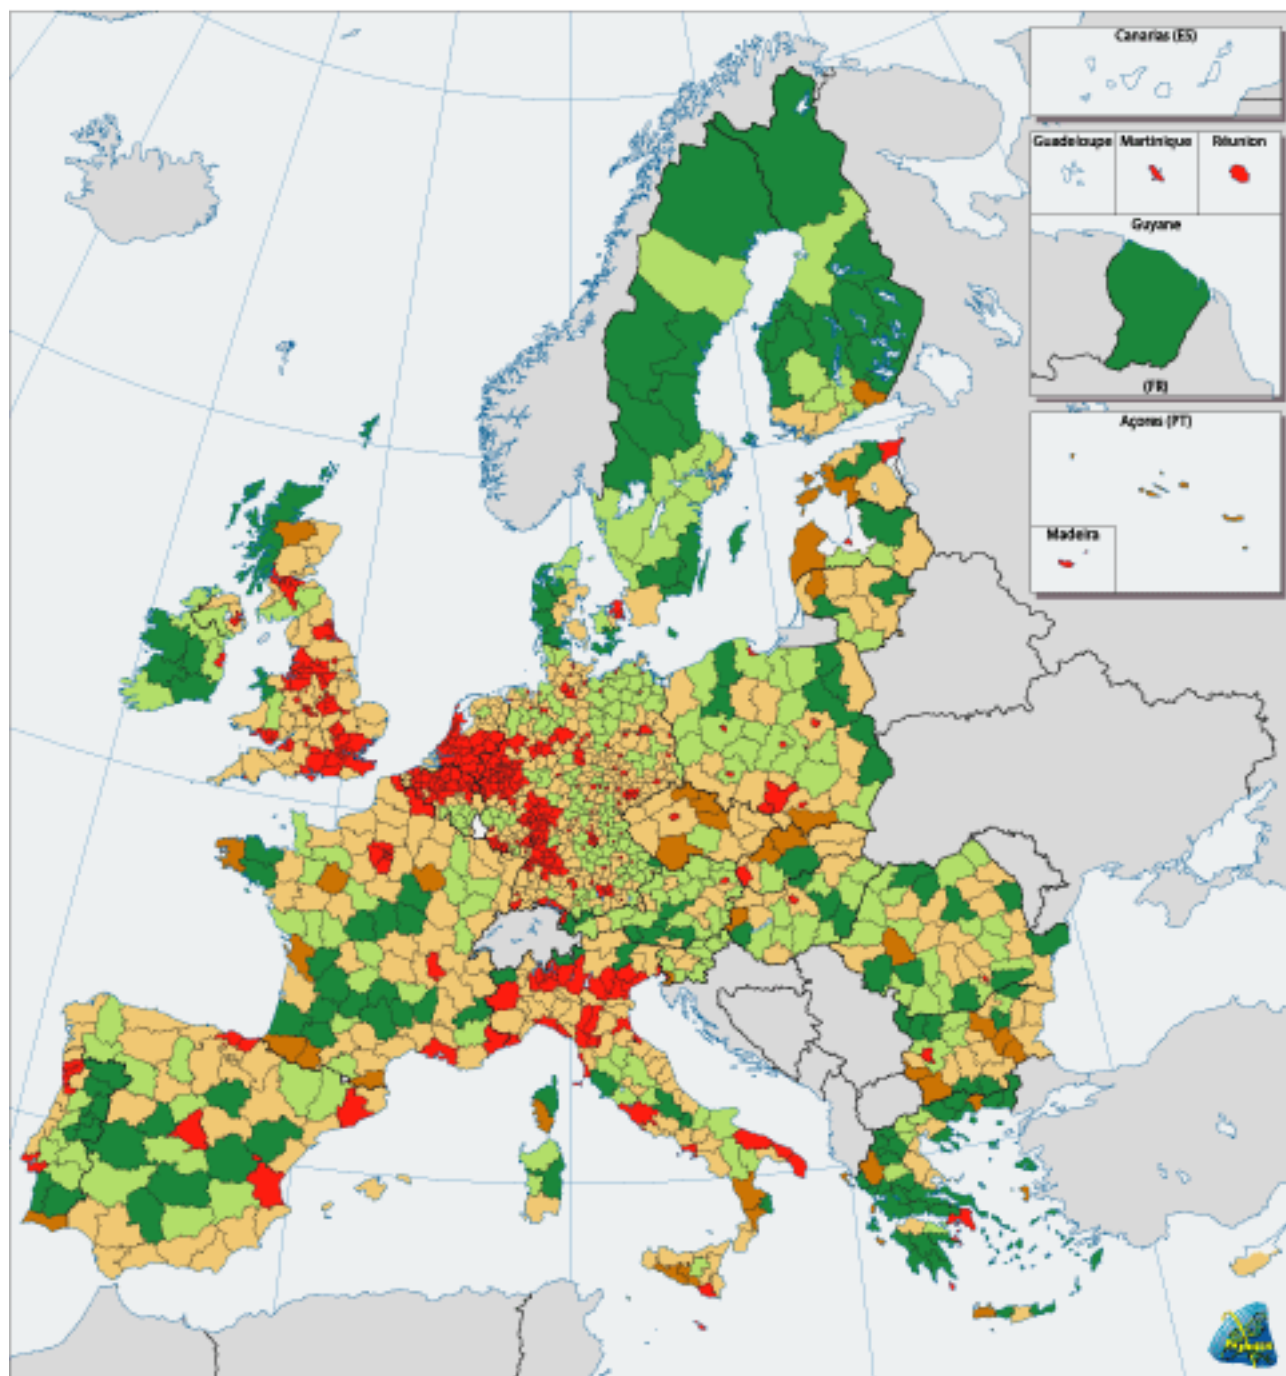 Canarias (ES)
Guadeloupe
Martinique
Réunion
Guyane
(FR)
Açores (PT)
Madeira